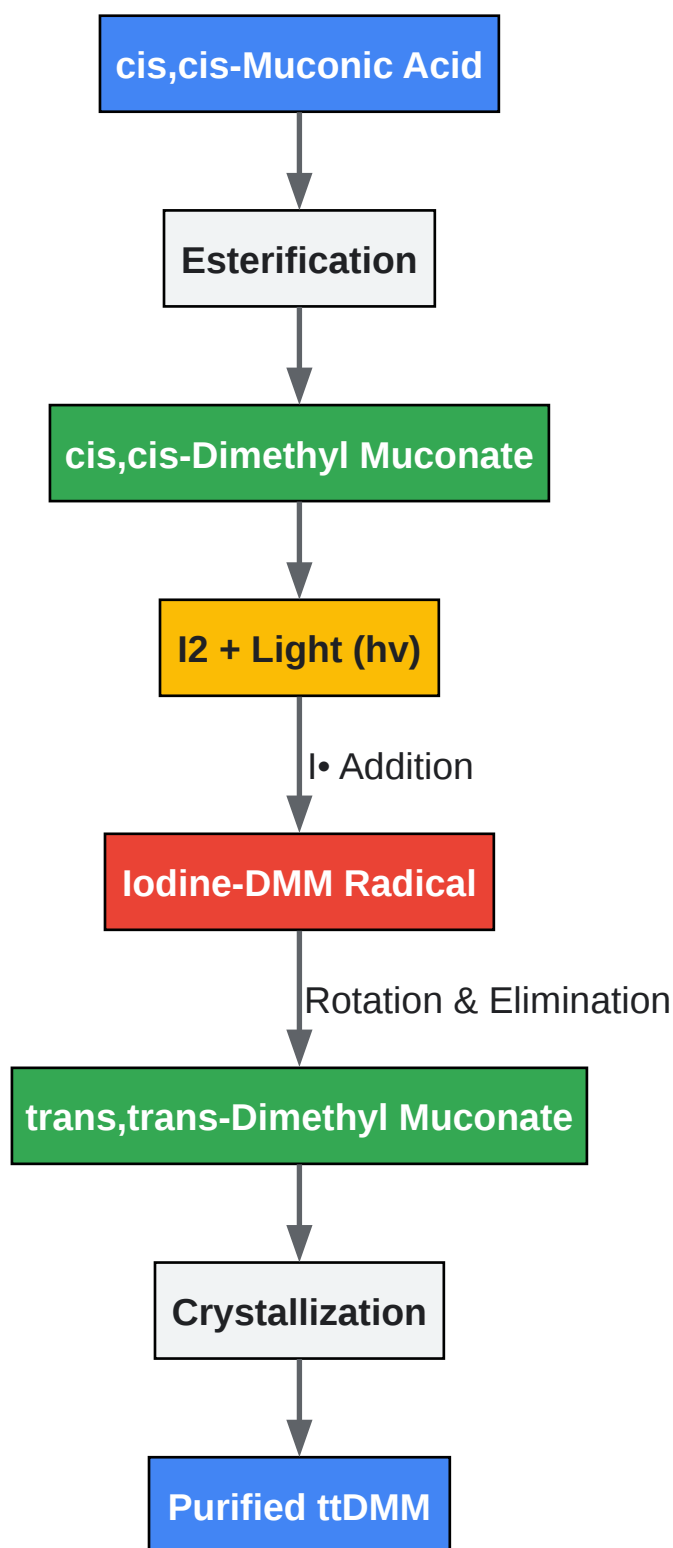 cis,cis-Muconic Acid
Esterification
cis,cis-Dimethyl Muconate
I2 + Light (hv)
I• Addition
Iodine-DMM Radical
Rotation & Elimination
trans,trans-Dimethyl Muconate
Crystallization
Purified ttDMM